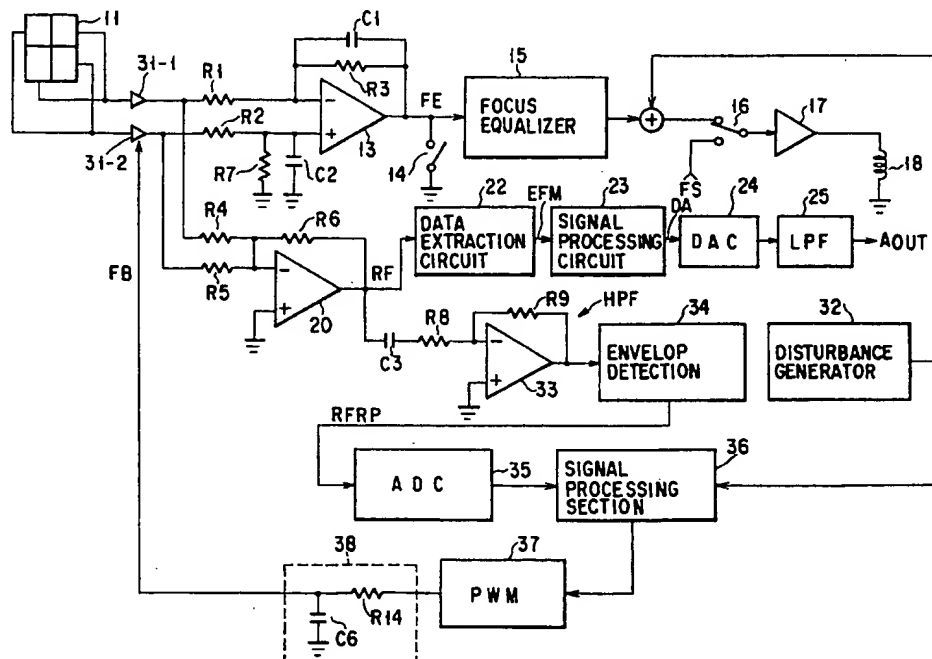 11
31-1
31-2
R1
R2
R7
C2
C1
R3
13
FE
14
15
FOCUS
EQUALIZER
16
17
18
FS
R4
R5
R6
20
RF
FB
22
DATA
EXTRACTION
CIRCUIT
EFM
23
SIGNAL
PROCESSING
CIRCUIT
DA
24
DAC
25
LPF
AOUT
C3
R8
R9
HPF
33
34
ENVELOP
DETECTION
32
DISTURBANCE
GENERATOR
RFRP
35
ADC
36
SIGNAL
PROCESSING
SECTION
37
PWM
38
R14
C6